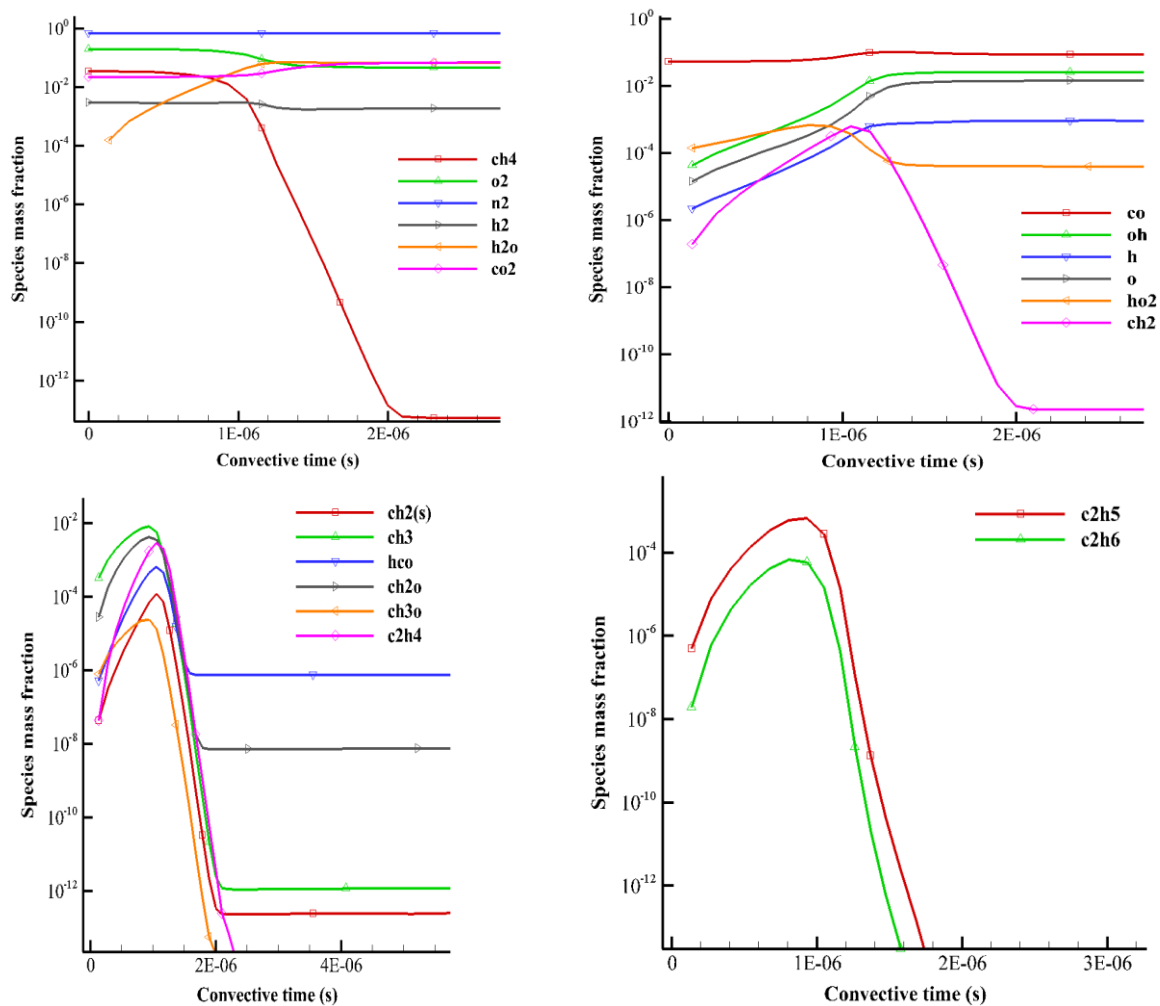 10^0
10^-2
10^-4
10^-6
10^-8
10^-10
10^-12
Species mass fraction
0
1E-06
2E-06
Convective time (s)
ch4
o2
n2
h2
h2o
co2
10^0
10^-2
10^-4
10^-6
10^-8
10^-10
10^-12
Species mass fraction
0
1E-06
2E-06
Convective time (s)
co
oh
h
o
ho2
ch2
10^-2
10^-4
10^-6
10^-8
10^-10
10^-12
Species mass fraction
0
2E-06
4E-06
Convective time (s)
ch2(s)
ch3
hco
ch2o
ch3o
c2h4
10^-4
10^-6
10^-8
10^-10
10^-12
Species mass fraction
0
1E-06
2E-06
3E-06
Convective time (s)
c2h5
c2h6